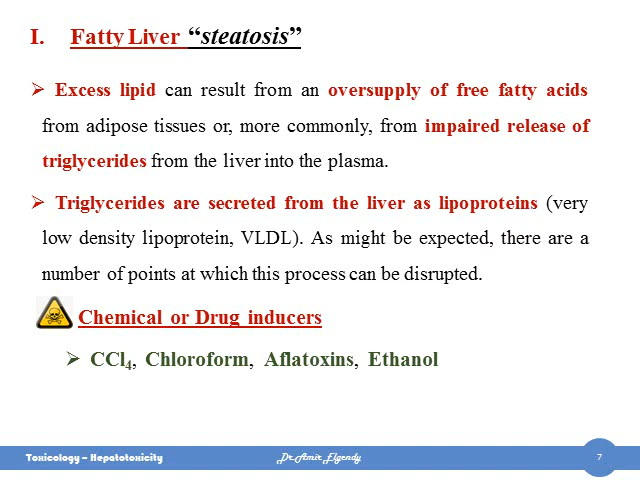 I. Fatty Liver “steatosis”
➢ Excess lipid can result from an oversupply of free fatty acids
from adipose tissues or, more commonly, from impaired release of
triglycerides from the liver into the plasma.
➢ Triglycerides are secreted from the liver as lipoproteins (very
low density lipoprotein, VLDL). As might be expected, there are a
number of points at which this process can be disrupted.
Chemical or Drug inducers
➢ CCl₄, Chloroform, Aflatoxins, Ethanol
Toxicology – Hepatotoxicity Dr. Amir Elgendy 7